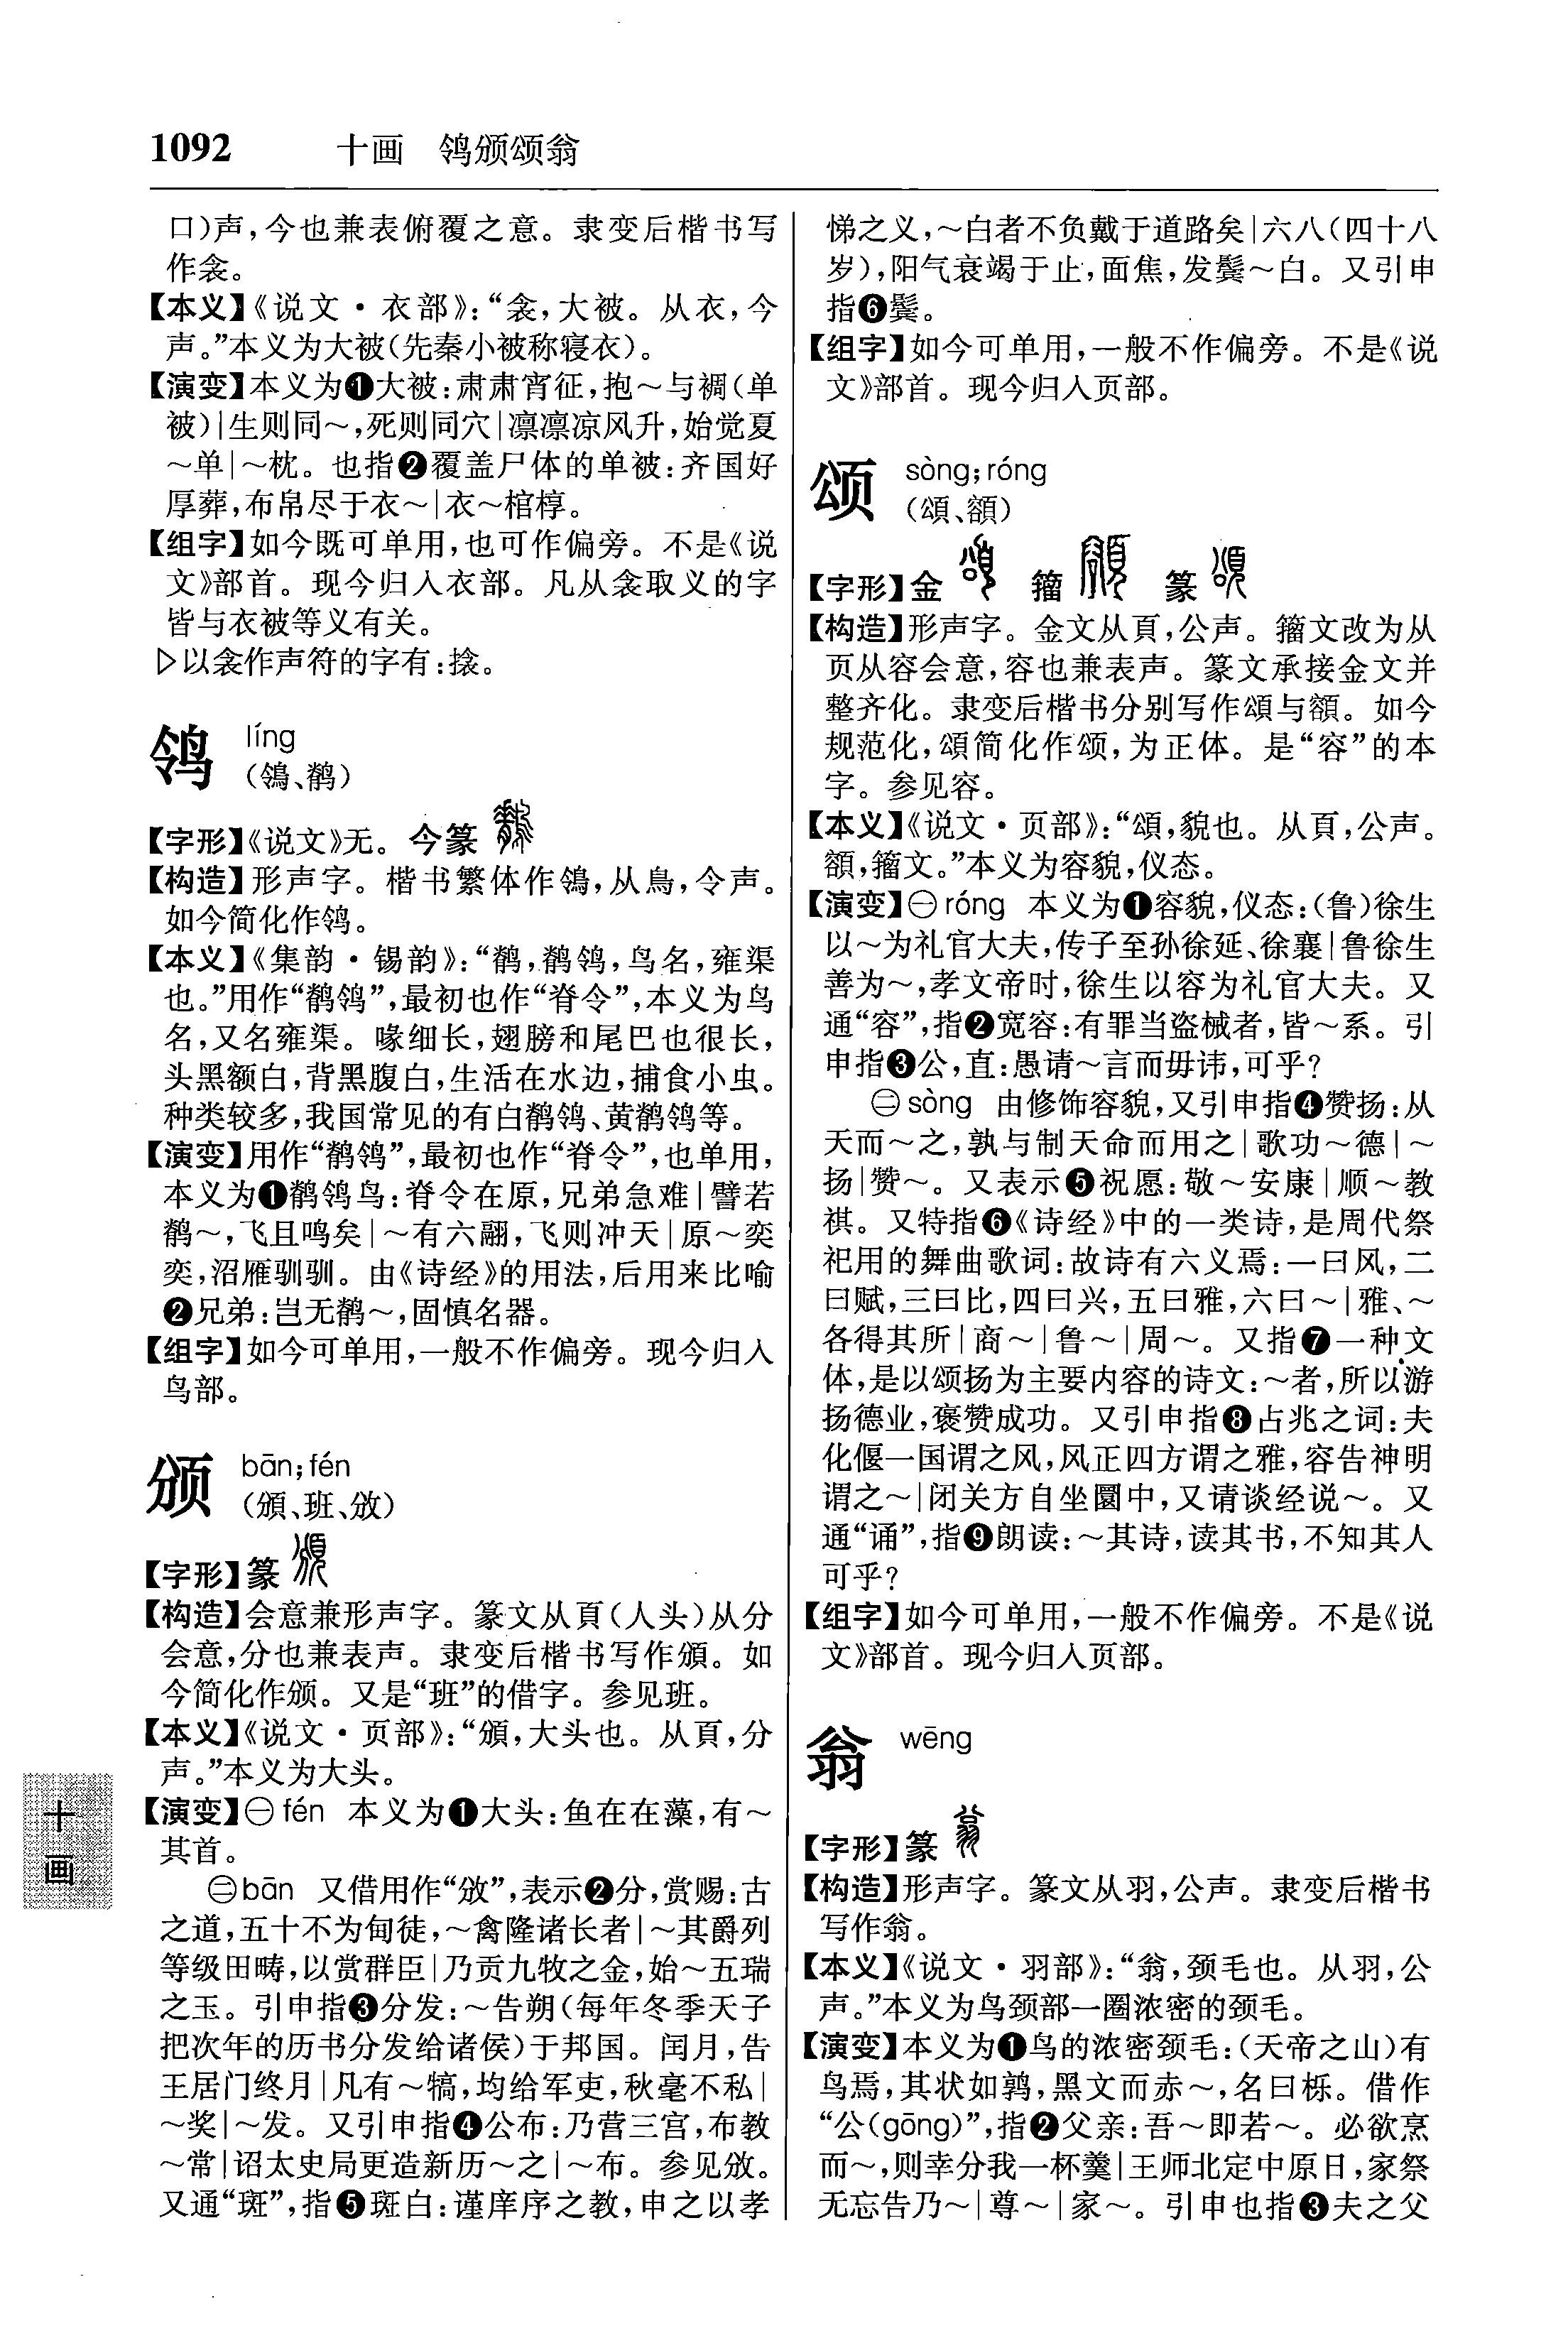 1092 十画 鸰颁颂翁
口)声,今也兼表俯覆之意。隶变后楷书写
作衾。
【本义】《说文·衣部》:“衾,大被。从衣,今
声。”本义为大被(先秦小被称寝衣)。
【演变】本义为❶大被:肃肃宵征,抱～与裯(单
被)|生则同～,死则同穴|凛凛凉风升,始觉夏
～单|～枕。也指❷覆盖尸体的单被:齐国好
厚葬,布帛尽于衣～|衣～棺椁。
【组字】如今既可单用,也可作偏旁。不是《说
文》部首。现今归入衣部。凡从衾取义的字
皆与衣被等义有关。
▷以衾作声符的字有:搇。
鸰 líng
(鴒、鹡)
【字形】《说文》无。今篆
【构造】形声字。楷书繁体作鴒,从鳥,令声。
如今简化作鸰。
【本义】《集韵·锡韵》:“鹡,鹡鸰,鸟名,雍渠
也。”用作“鹡鸰”,最初也作“脊令”,本义为鸟
名,又名雍渠。喙细长,翅膀和尾巴也很长,
头黑额白,背黑腹白,生活在水边,捕食小虫。
种类较多,我国常见的有白鹡鸰、黄鹡鸰等。
【演变】用作“鹡鸰”,最初也作“脊令”,也单用,
本义为❶鹡鸰鸟:脊令在原,兄弟急难|譬若
鹡～,飞且鸣矣|～有六翮,飞则冲天|原～奕
奕,沼雁驯驯。由《诗经》的用法,后用来比喻
❷兄弟:岂无鹡～,固慎名器。
【组字】如今可单用,一般不作偏旁。现今归入
鸟部。
颁 bān;fén
(頒、班、攽)
【字形】篆
【构造】会意兼形声字。篆文从頁(人头)从分
会意,分也兼表声。隶变后楷书写作頒。如
今简化作颁。又是“班”的借字。参见班。
【本义】《说文·页部》:“頒,大头也。从頁,分
声。”本义为大头。
【演变】㊀fén 本义为❶大头:鱼在在藻,有～
其首。
㊁bān 又借用作“攽”,表示❷分,赏赐:古
之道,五十不为甸徒,～禽隆诸长者|～其爵列
等级田畴,以赏群臣|乃贡九牧之金,始～五瑞
之玉。引申指❸分发:～告朔(每年冬季天子
把次年的历书分发给诸侯)于邦国。闰月,告
王居门终月|凡有～犒,均给军吏,秋毫不私|
～奖|～发。又引申指❹公布:乃营三宫,布教
～常|诏太史局更造新历～之|～布。参见攽。
又通“斑”,指❺斑白:谨庠序之教,申之以孝
悌之义,～白者不负戴于道路矣|六八(四十八
岁),阳气衰竭于止,面焦,发鬓～白。又引申
指❻鬓。
【组字】如今可单用,一般不作偏旁。不是《说
文》部首。现今归入页部。
颂 sòng;róng
(頌、額)
【字形】金 籀 篆
【构造】形声字。金文从頁,公声。籀文改为从
页从容会意,容也兼表声。篆文承接金文并
整齐化。隶变后楷书分别写作頌与額。如今
规范化,頌简化作颂,为正体。是“容”的本
字。参见容。
【本义】《说文·页部》:“頌,貌也。从頁,公声。
額,籀文。”本义为容貌,仪态。
【演变】㊀róng 本义为❶容貌,仪态:(鲁)徐生
以～为礼官大夫,传子至孙徐延、徐襄|鲁徐生
善为～,孝文帝时,徐生以容为礼官大夫。又
通“容”,指❷宽容:有罪当盗械者,皆～系。引
申指❸公,直:愚请～言而毋讳,可乎?
㊁sòng 由修饰容貌,又引申指❹赞扬:从
天而～之,孰与制天命而用之|歌功～德|～
扬|赞～。又表示❺祝愿:敬～安康|顺～教
祺。又特指❻《诗经》中的一类诗,是周代祭
祀用的舞曲歌词:故诗有六义焉:一曰风,二
曰赋,三曰比,四曰兴,五曰雅,六曰～|雅、～
各得其所|商～|鲁～|周～。又指❼一种文
体,是以颂扬为主要内容的诗文:～者,所以游
扬德业,褒赞成功。又引申指❽占兆之词:夫
化偃一国谓之风,风正四方谓之雅,容告神明
谓之～|闭关方自坐圜中,又请谈经说～。又
通“诵”,指❾朗读:～其诗,读其书,不知其人
可乎?
【组字】如今可单用,一般不作偏旁。不是《说
文》部首。现今归入页部。
翁 wēng
【字形】篆
【构造】形声字。篆文从羽,公声。隶变后楷书
写作翁。
【本义】《说文·羽部》:“翁,颈毛也。从羽,公
声。”本义为鸟颈部一圈浓密的颈毛。
【演变】本义为❶鸟的浓密颈毛:(天帝之山)有
鸟焉,其状如鹑,黑文而赤～,名曰栎。借作
“公(gōng)”,指❷父亲:吾～即若～。必欲烹
而～,则幸分我一杯羹|王师北定中原日,家祭
无忘告乃～|尊～|家～。引申也指❸夫之父
十
画